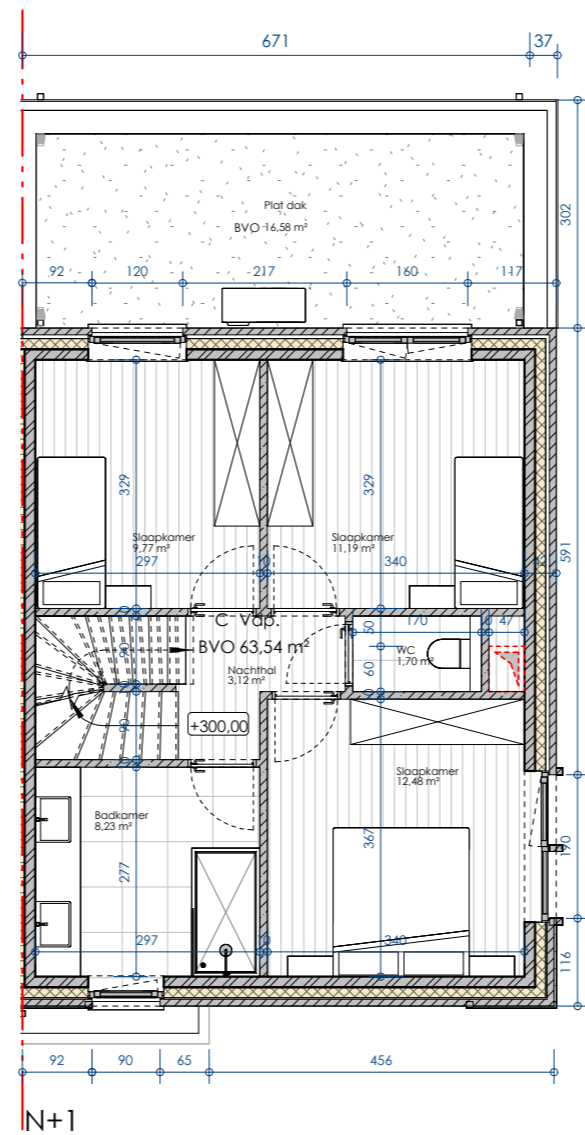 671
37
302
Plat dak
BVO 16,58 m²
92
120
217
160
117
329
329
591
Slaapkamer
9,77 m²
Slaapkamer
11,19 m²
297
340
C Vap.
BVO 63,54 m²
Nachthal
3,12 m²
90
50
170
47
WC
1,70 m²
60
+300,00
90
Slaapkamer
12,48 m²
Badkamer
8,23 m²
277
367
170
297
340
116
92
90
65
456
N+1